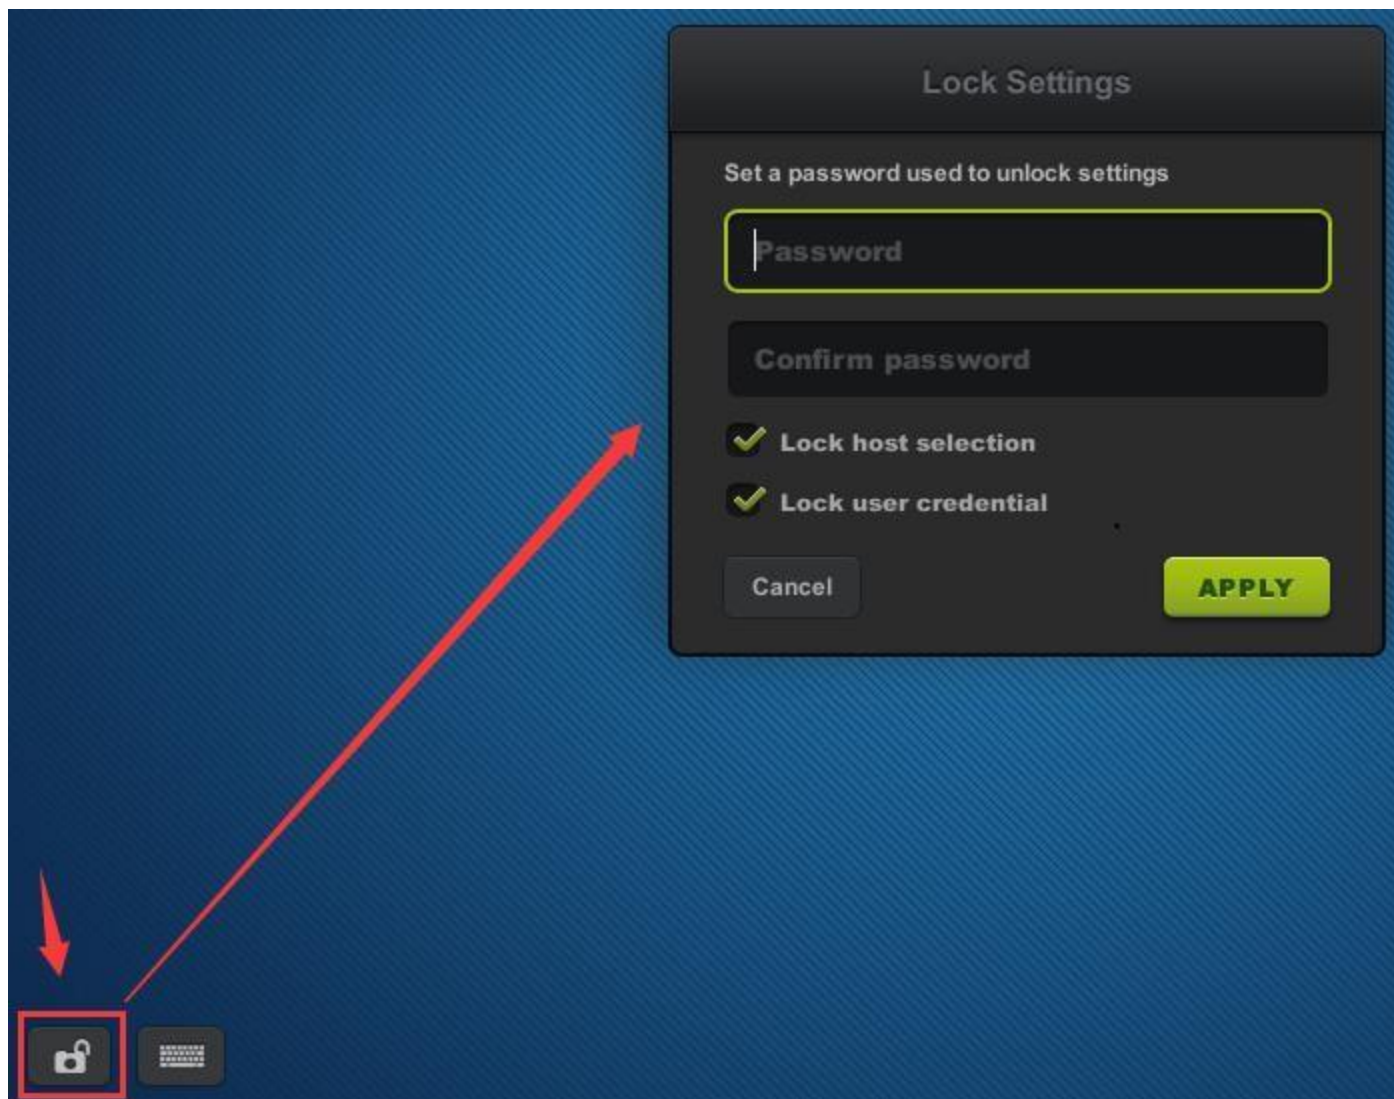 Lock Settings
Set a password used to unlock settings
Password
Confirm password
Lock host selection
Lock user credential
Cancel
APPLY